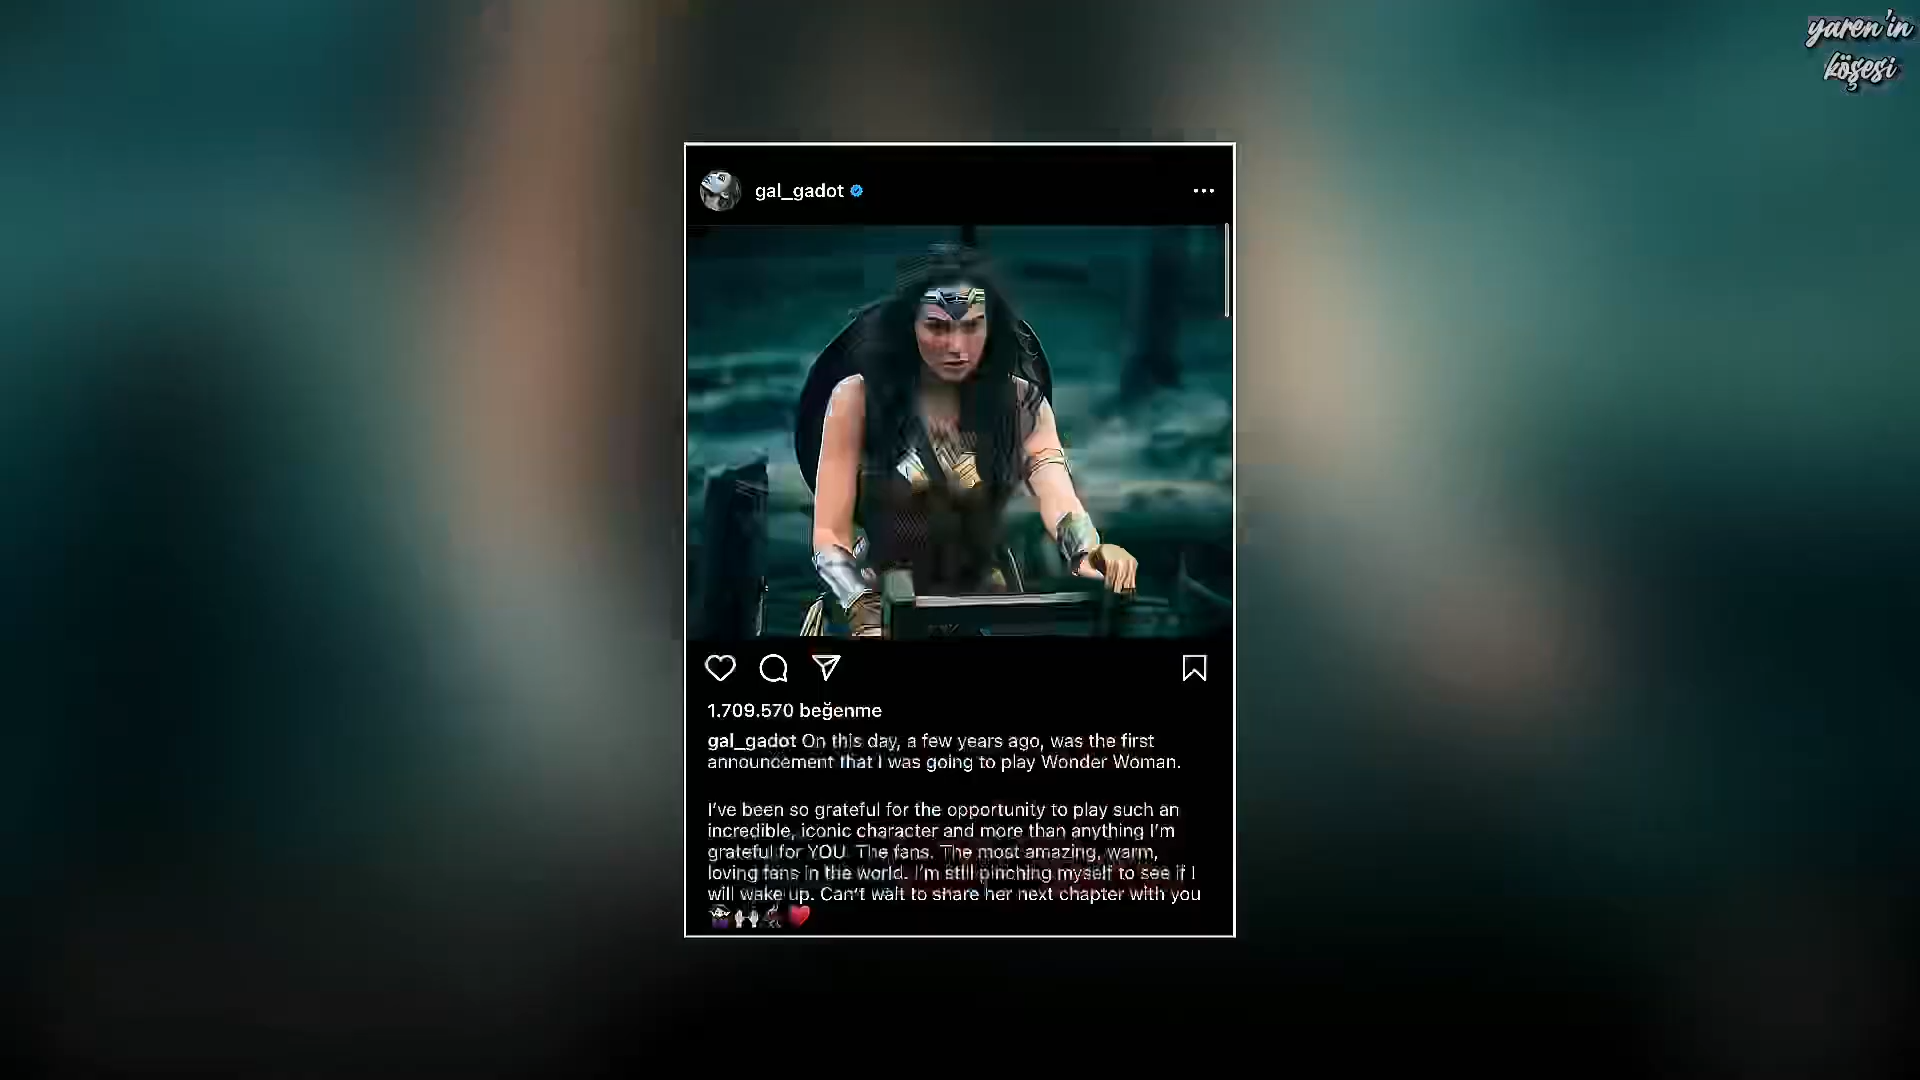 yaren'in
köşesi
gal_gadot
1.709.570 beğenme
gal_gadot On this day, a few years ago, was the first
announcement that I was going to play Wonder Woman.
I've been so grateful for the opportunity to play such an
incredible, iconic character and more than anything I'm
grateful for YOU. The fans. The most amazing, warm,
loving fans in the world. I'm still pinching myself to see if I
will wake up. Can't wait to share her next chapter with you